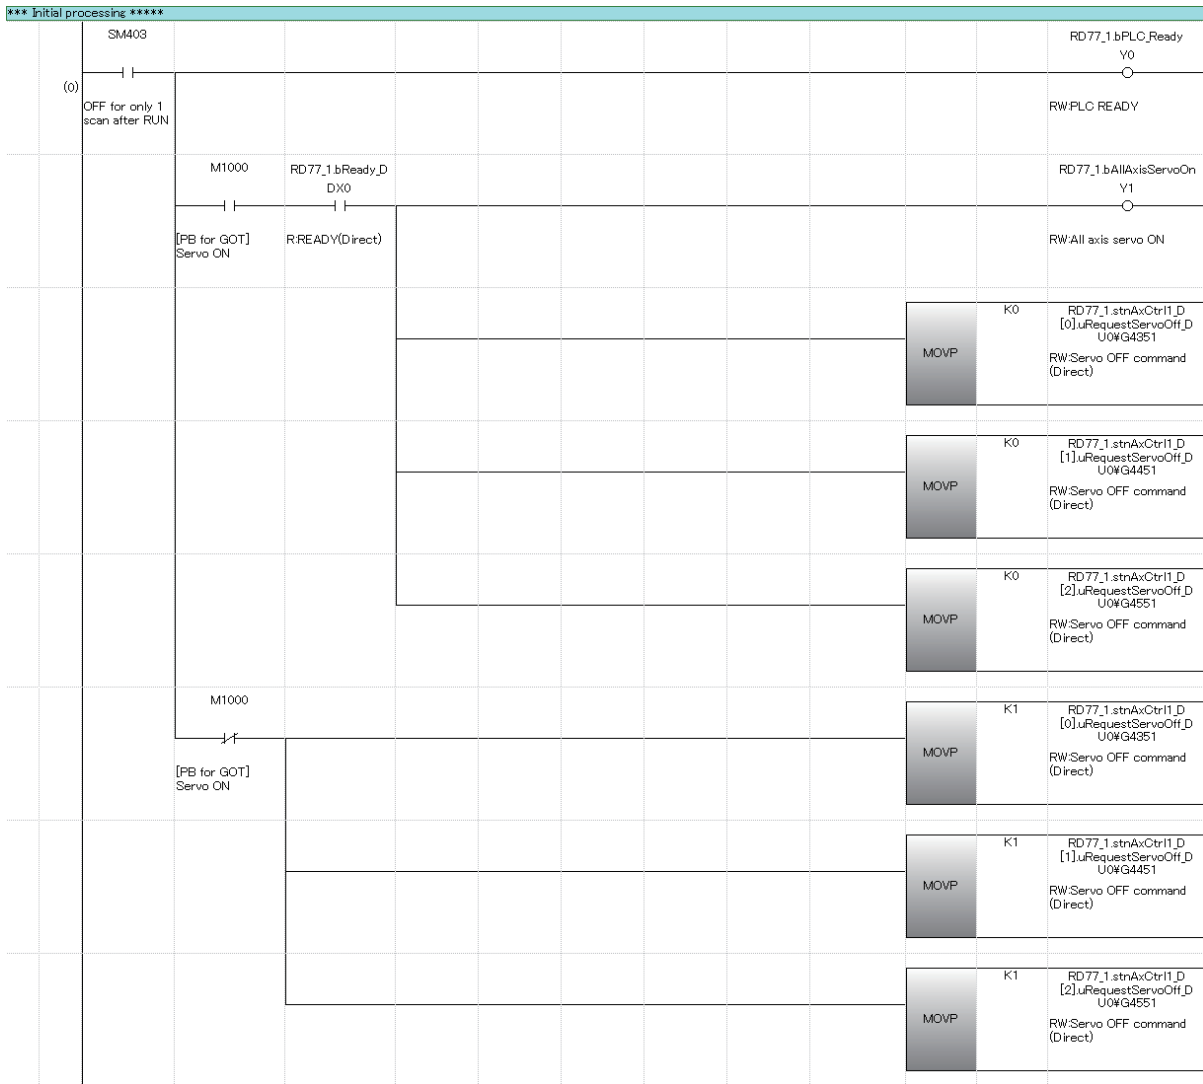 *** Initial processing *****
SM403
RD77_1.bPLC_Ready
Y0
(0)
OFF for only 1
scan after RUN
RW:PLC READY
M1000
RD77_1.bReady_D
RD77_1.bAllAxisServoOn
DX0
Y1
[PB for GOT]
Servo ON
R:READY(Direct)
RW:All axis servo ON
MOVP
K0
RD77_1.stnAxCtrl1_D
[0].uRequestServoOff_D
U0¥G4351
RW:Servo OFF command
(Direct)
MOVP
K0
RD77_1.stnAxCtrl1_D
[1].uRequestServoOff_D
U0¥G4451
RW:Servo OFF command
(Direct)
MOVP
K0
RD77_1.stnAxCtrl1_D
[2].uRequestServoOff_D
U0¥G4551
RW:Servo OFF command
(Direct)
M1000
[PB for GOT]
Servo ON
MOVP
K1
RD77_1.stnAxCtrl1_D
[0].uRequestServoOff_D
U0¥G4351
RW:Servo OFF command
(Direct)
MOVP
K1
RD77_1.stnAxCtrl1_D
[1].uRequestServoOff_D
U0¥G4451
RW:Servo OFF command
(Direct)
MOVP
K1
RD77_1.stnAxCtrl1_D
[2].uRequestServoOff_D
U0¥G4551
RW:Servo OFF command
(Direct)